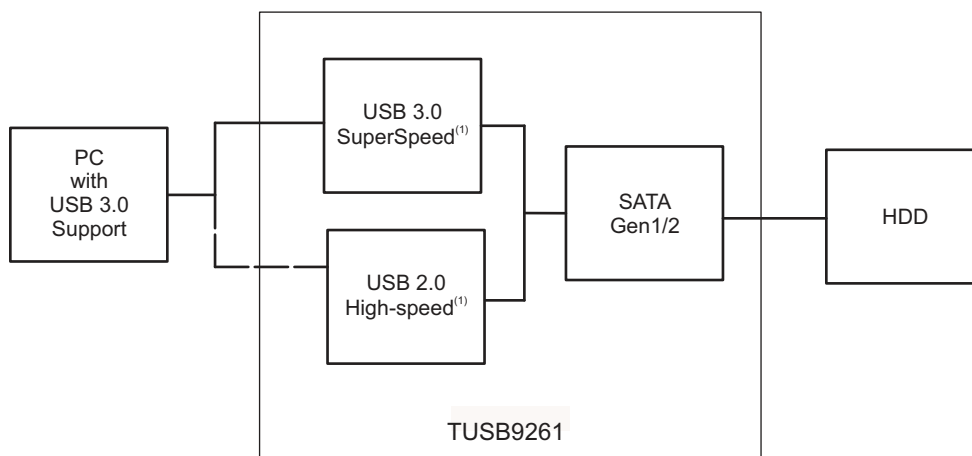 PC
with
USB 3.0
Support
USB 3.0
SuperSpeed(1)
USB 2.0
High-speed(1)
SATA
Gen1/2
HDD
TUSB9261